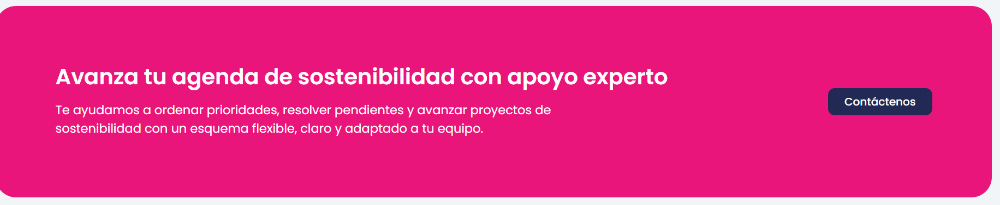 Avanza tu agenda de sostenibilidad con apoyo experto
Te ayudamos a ordenar prioridades, resolver pendientes y avanzar proyectos de
sostenibilidad con un esquema flexible, claro y adaptado a tu equipo.
Contáctenos